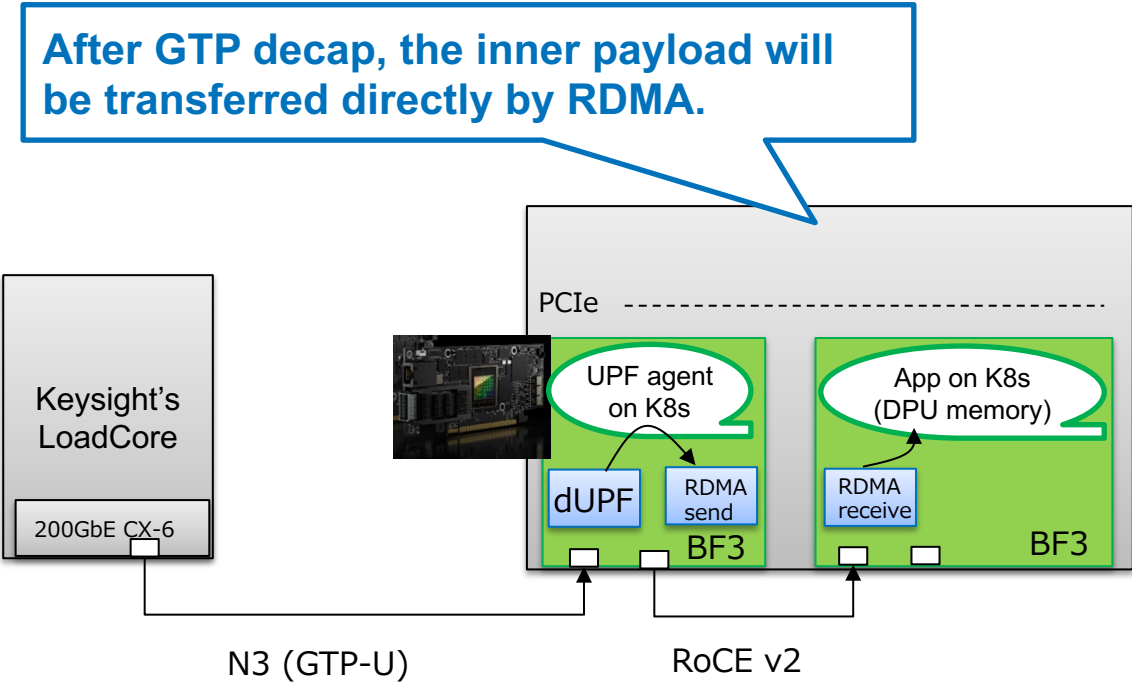 After GTP decap, the inner payload will
be transferred directly by RDMA.
PCIe
Keysight’s
LoadCore
200GbE CX-6
UPF agent
on K8s
dUPF
RDMA
send
BF3
App on K8s
(DPU memory)
RDMA
receive
BF3
N3 (GTP-U)
RoCE v2